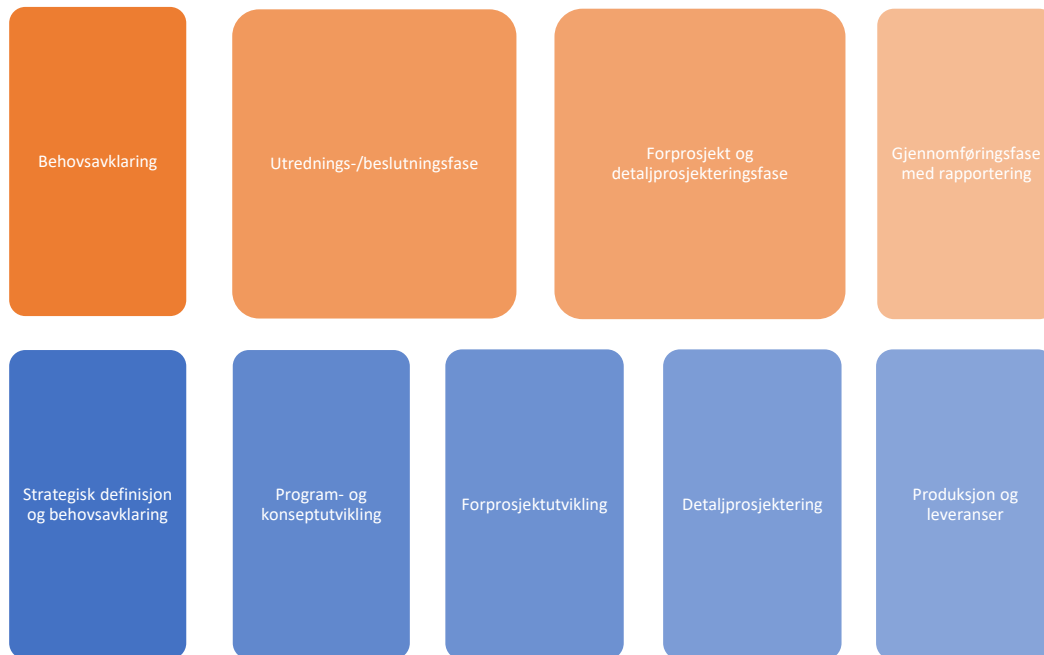 Behovsavklaring
Utrednings-/beslutningsfase
Forprosjekt og
detaljprosjekteringsfase
Gjennomføringsfase
med rapportering
Strategisk definisjon
og behovsavklaring
Program- og
konseptutvikling
Forprosjektutvikling
Detaljprosjektering
Produksjon og
leveranser